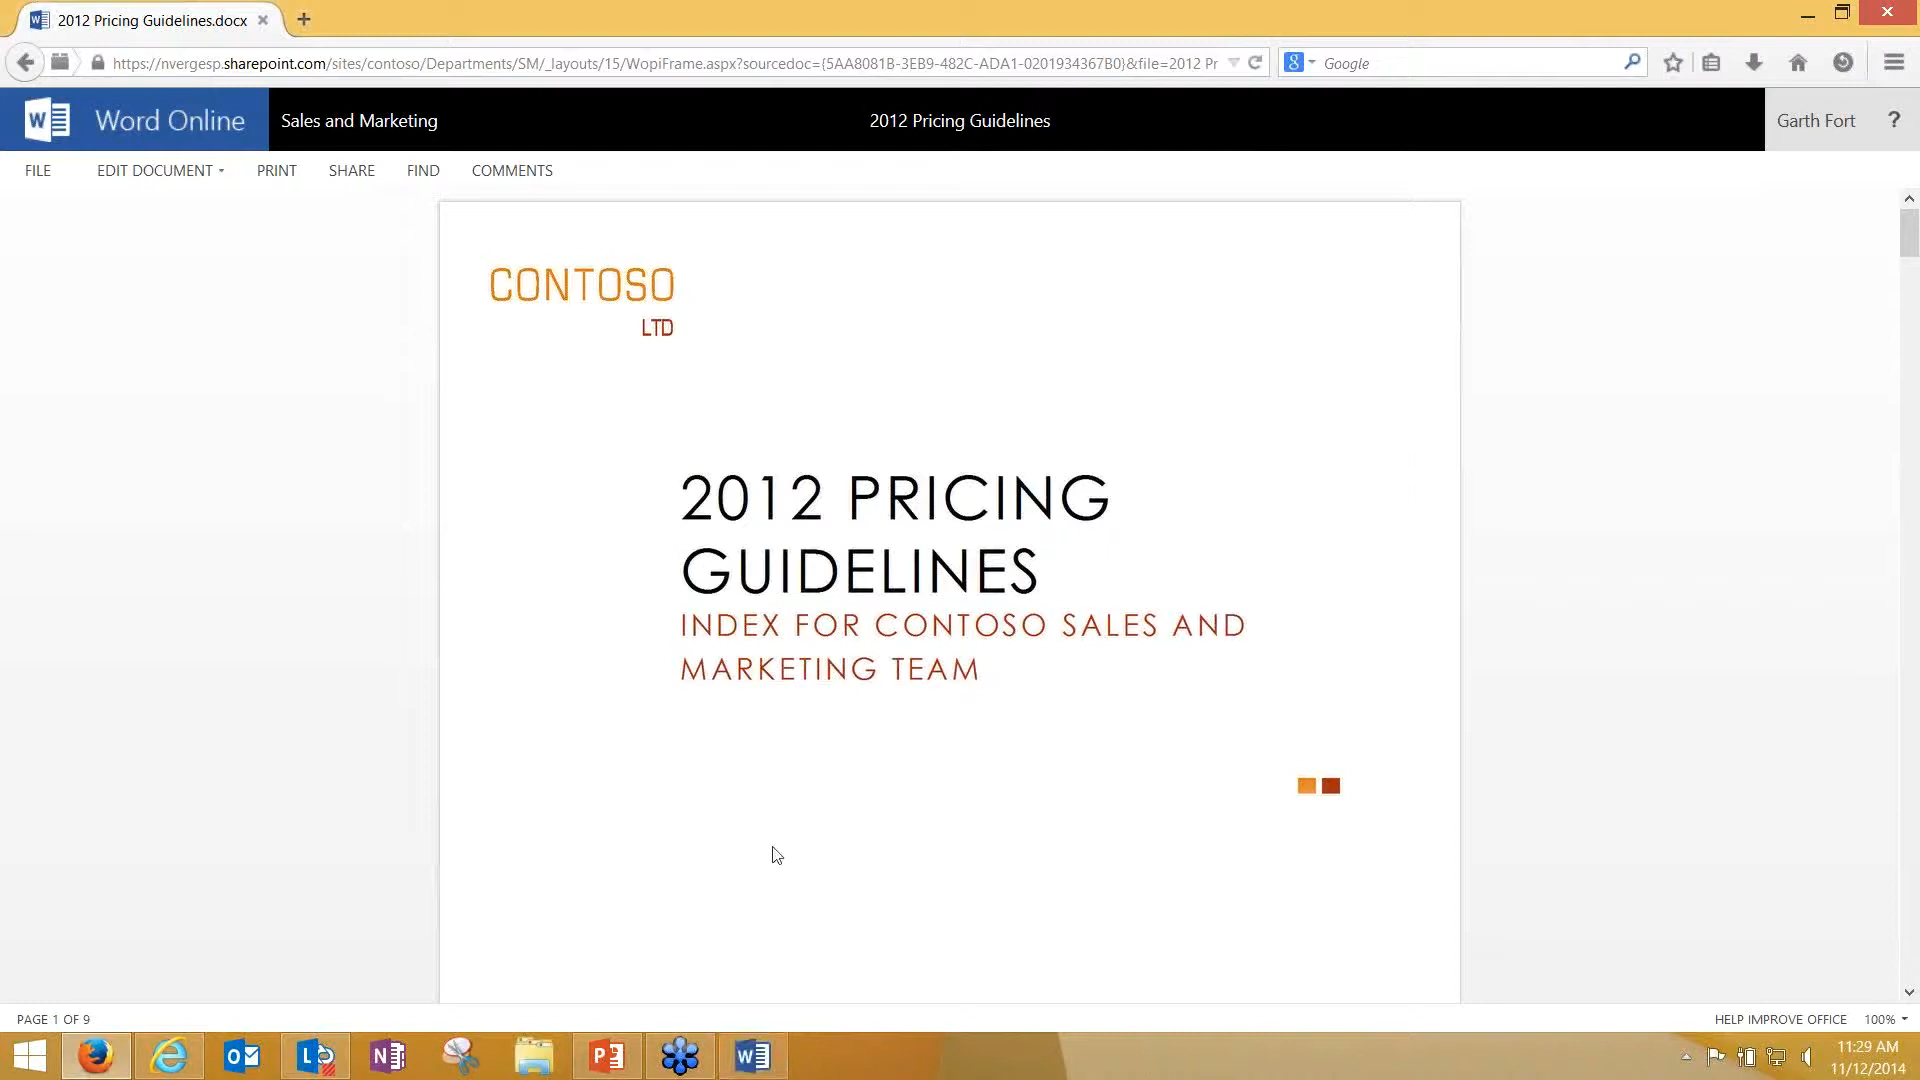 2012 Pricing Guidelines.docx
https://nvergesp.sharepoint.com/sites/contoso/Departments/SM/_layouts/15/WopiFrame.aspx?sourcedoc={5AA8081B-3EB9-482C-ADA1-0201934367B0}&file=2012 Pr
Google
Word Online
Sales and Marketing
2012 Pricing Guidelines
Garth Fort
?
FILE EDIT DOCUMENT PRINT SHARE FIND COMMENTS
CONTOSO
LTD
2012 PRICING
GUIDELINES
INDEX FOR CONTOSO SALES AND
MARKETING TEAM
PAGE 1 OF 9
HELP IMPROVE OFFICE 100%
11:29 AM
11/12/2014